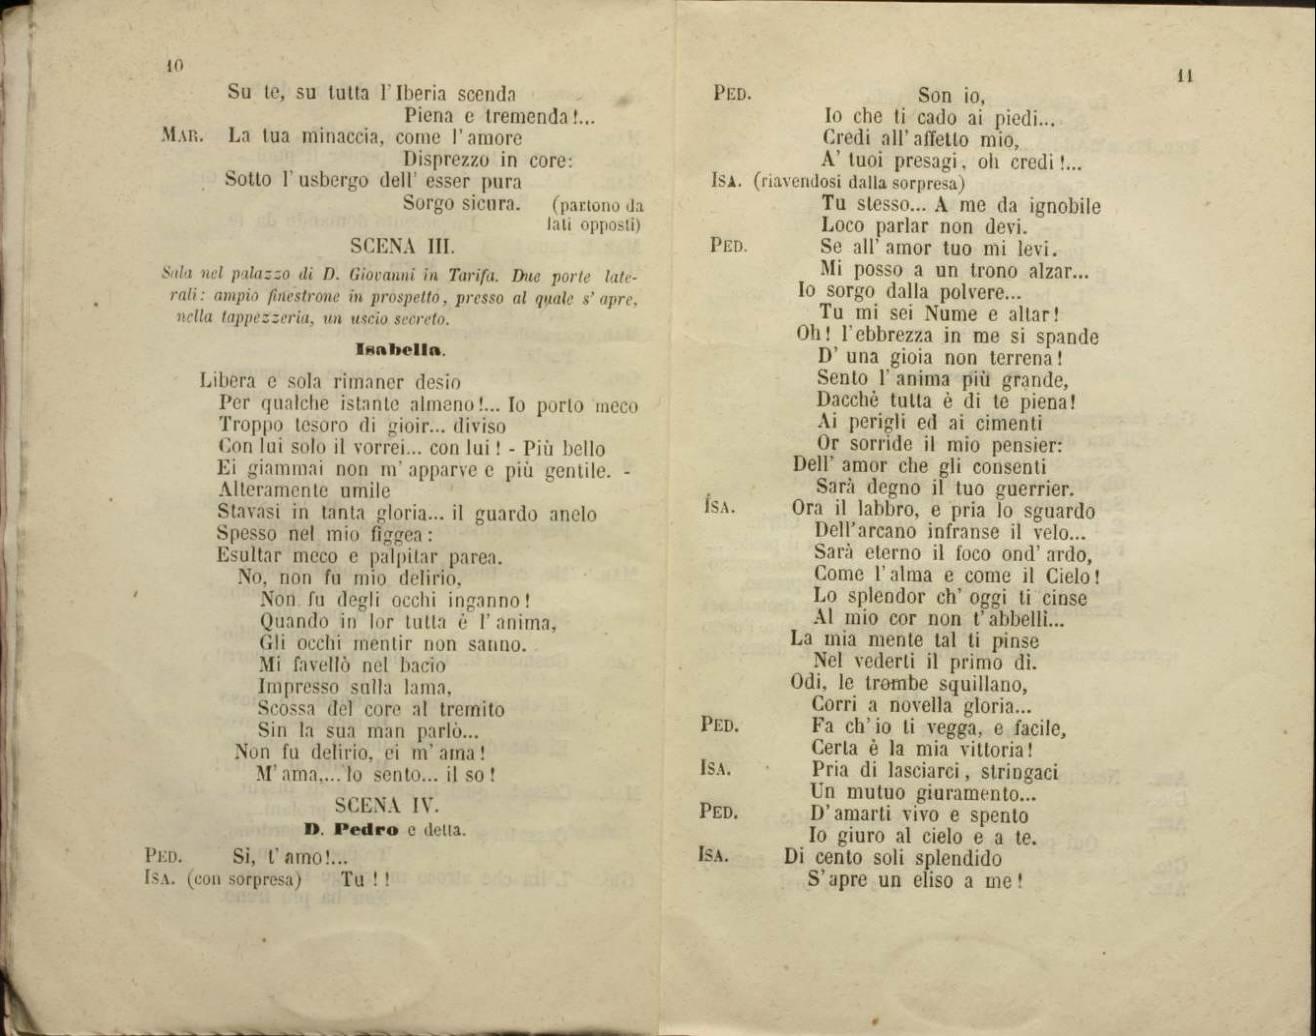 10
Su te, su tutta l'Iberia scenda
Piena e tremenda!...
MAR. La tua minaccia, come l'amore
Disprezzo in core:
Sotto l'usbergo dell' esser pura
Sorgo sicura. (partono da
lati opposti)
SCENA III.
Sala nel palazzo di D. Giovanni in Tarifa. Due porte late-
rali: ampio finestrone in prospetto, presso al quale s' apre,
nella tappezzeria, un uscio secreto.
Isabella.
Libera e sola rimaner desio
Per qualche istante almeno!... Io porto meco
Troppo tesoro di gioir... diviso
Con lui solo il vorrei... con lui! - Più bello
Ei giammai non m' apparve e più gentile. -
Alteramente umile
Stavasi in tanta gloria... il guardo anelo
Spesso nel mio figgea:
Esultar meco e palpitar parea.
No, non fu mio delirio,
Non fu degli occhi inganno!
Quando in lor tutta è l'anima,
Gli occhi mentir non sanno.
Mi favellò nel bacio
Impresso sulla lama,
Scossa del core al tremito
Sin la sua man parlò...
Non fu delirio, ei m' ama!
M' ama,... lo sento... il so!
SCENA IV.
D. Pedro e detta.
PED. Sì, t' amo!...
ISA. (con sorpresa) Tu!!
11
PED. Son io,
Io che ti cado ai piedi...
Credi all' affetto mio,
A' tuoi presagi, oh credi!...
ISA. (riavendosi dalla sorpresa)
Tu stesso... A me da ignobile
Loco parlar non devi.
PED. Se all' amor tuo mi levi.
Mi posso a un trono alzar...
Io sorgo dalla polvere...
Tu mi sei Nume e altar!
Oh! l'ebbrezza in me si spande
D' una gioia non terrena!
Sento l' anima più grande,
Dacchè tutta è di te piena!
Ai perigli ed ai cimenti
Or sorride il mio pensier:
Dell' amor che gli consenti
Sarà degno il tuo guerrier.
ISA. Ora il labbro, e pria lo sguardo
Dell'arcano infranse il velo...
Sarà eterno il foco ond' ardo,
Come l'alma e come il Cielo!
Lo splendor ch' oggi ti cinse
Al mio cor non t'abbellì...
La mia mente tal ti pinse
Nel vederti il primo dì.
Odi, le trombe squillano,
Corri a novella gloria...
PED. Fa ch'io ti vegga, e facile,
Certa è la mia vittoria!
ISA. Pria di lasciarci, stringaci
Un mutuo giuramento...
PED. D'amarti vivo e spento
Io giuro al cielo e a te.
ISA. Di cento soli splendido
S'apre un eliso a me!